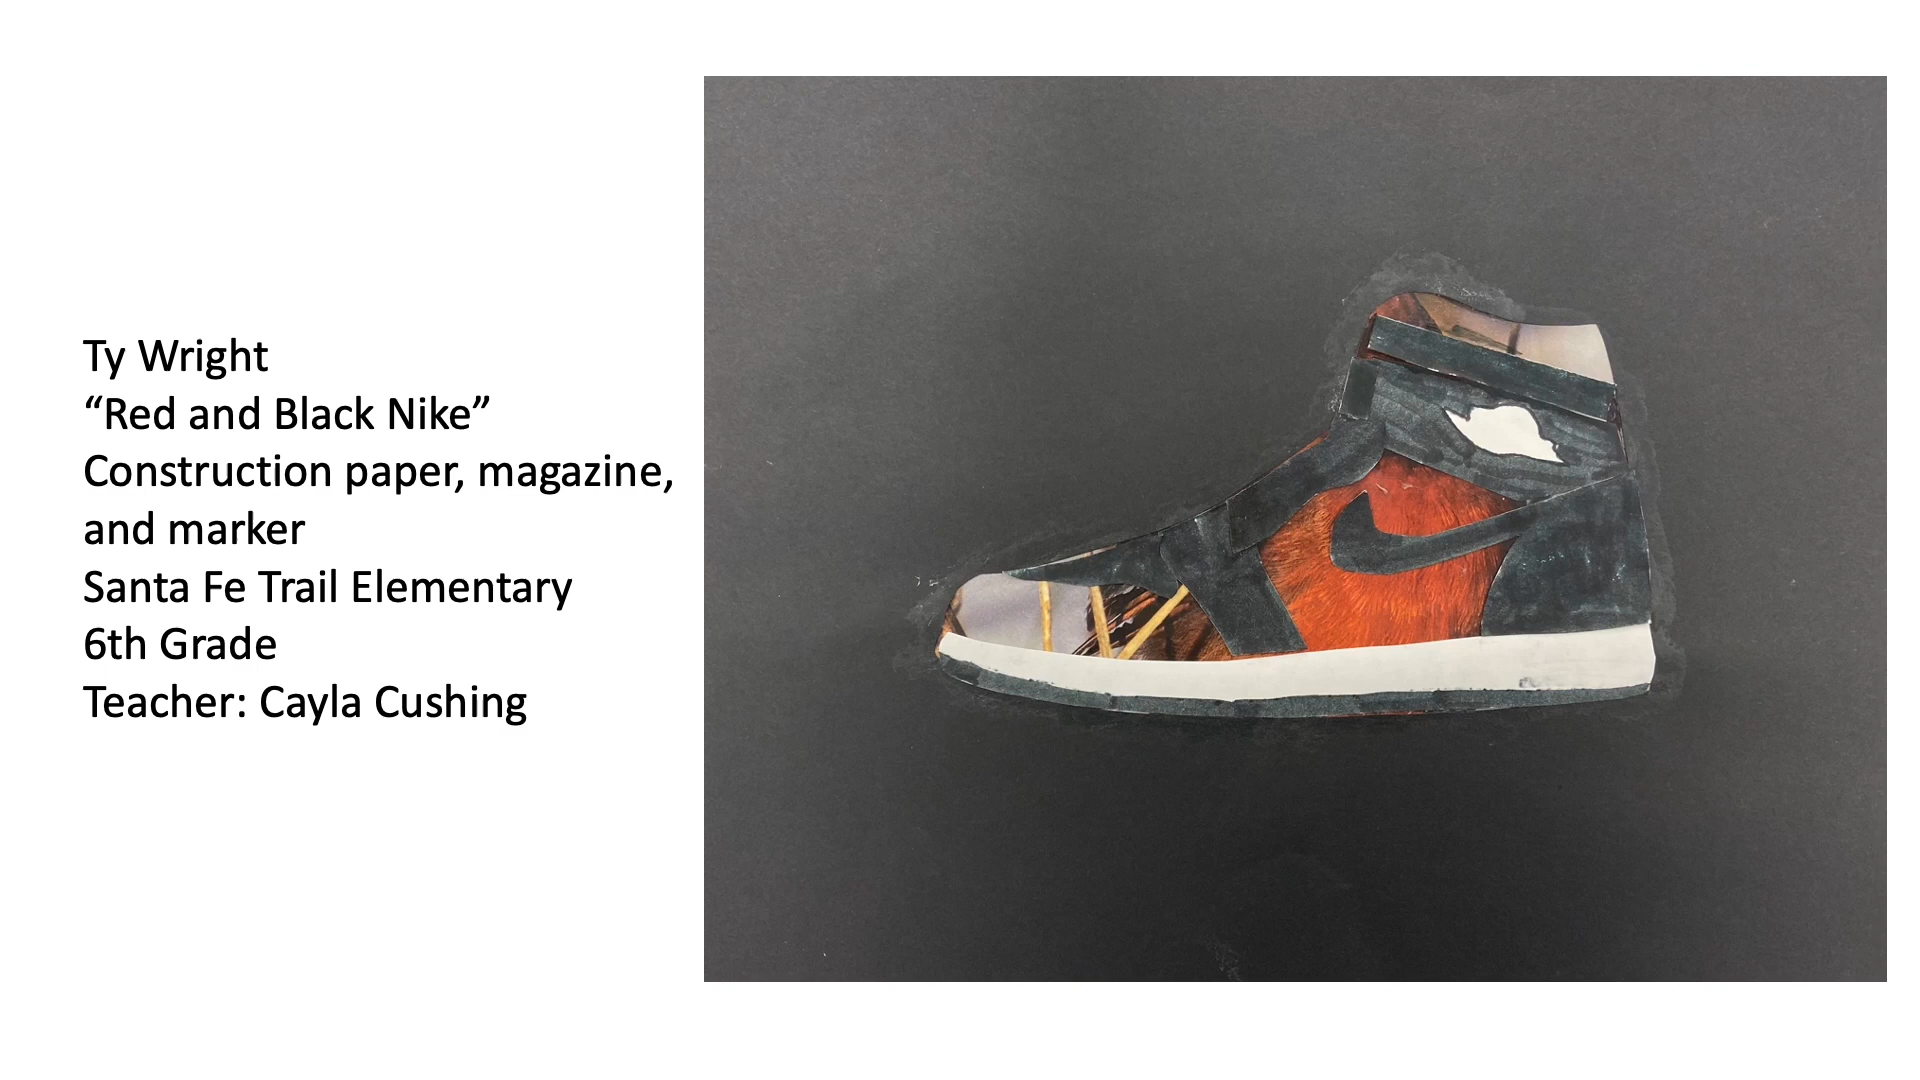 Ty Wright
“Red and Black Nike”
Construction paper, magazine,
and marker
Santa Fe Trail Elementary
6th Grade
Teacher: Cayla Cushing